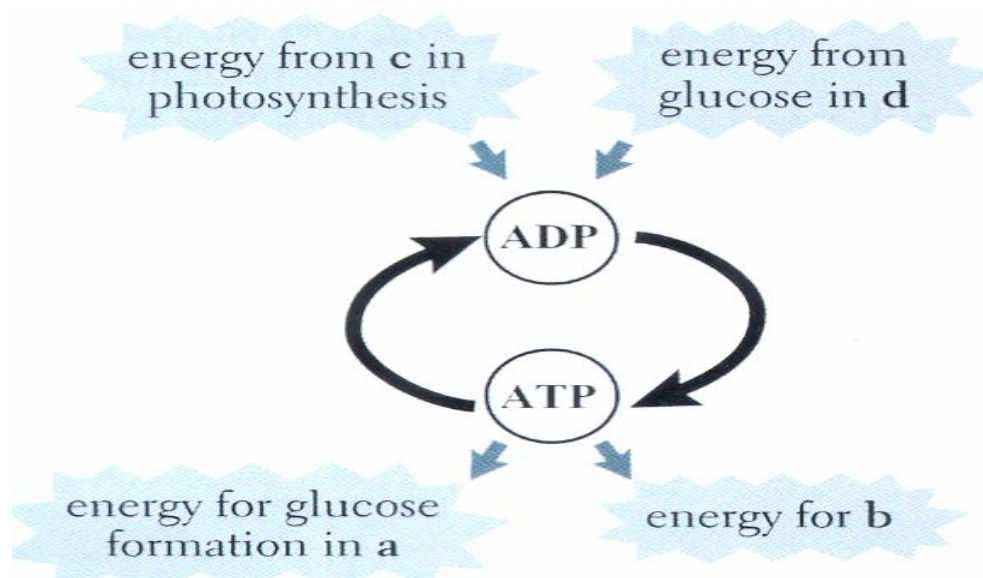 energy from c in
photosynthesis
energy from
glucose in d
ADP
ATP
energy for glucose
formation in a
energy for b